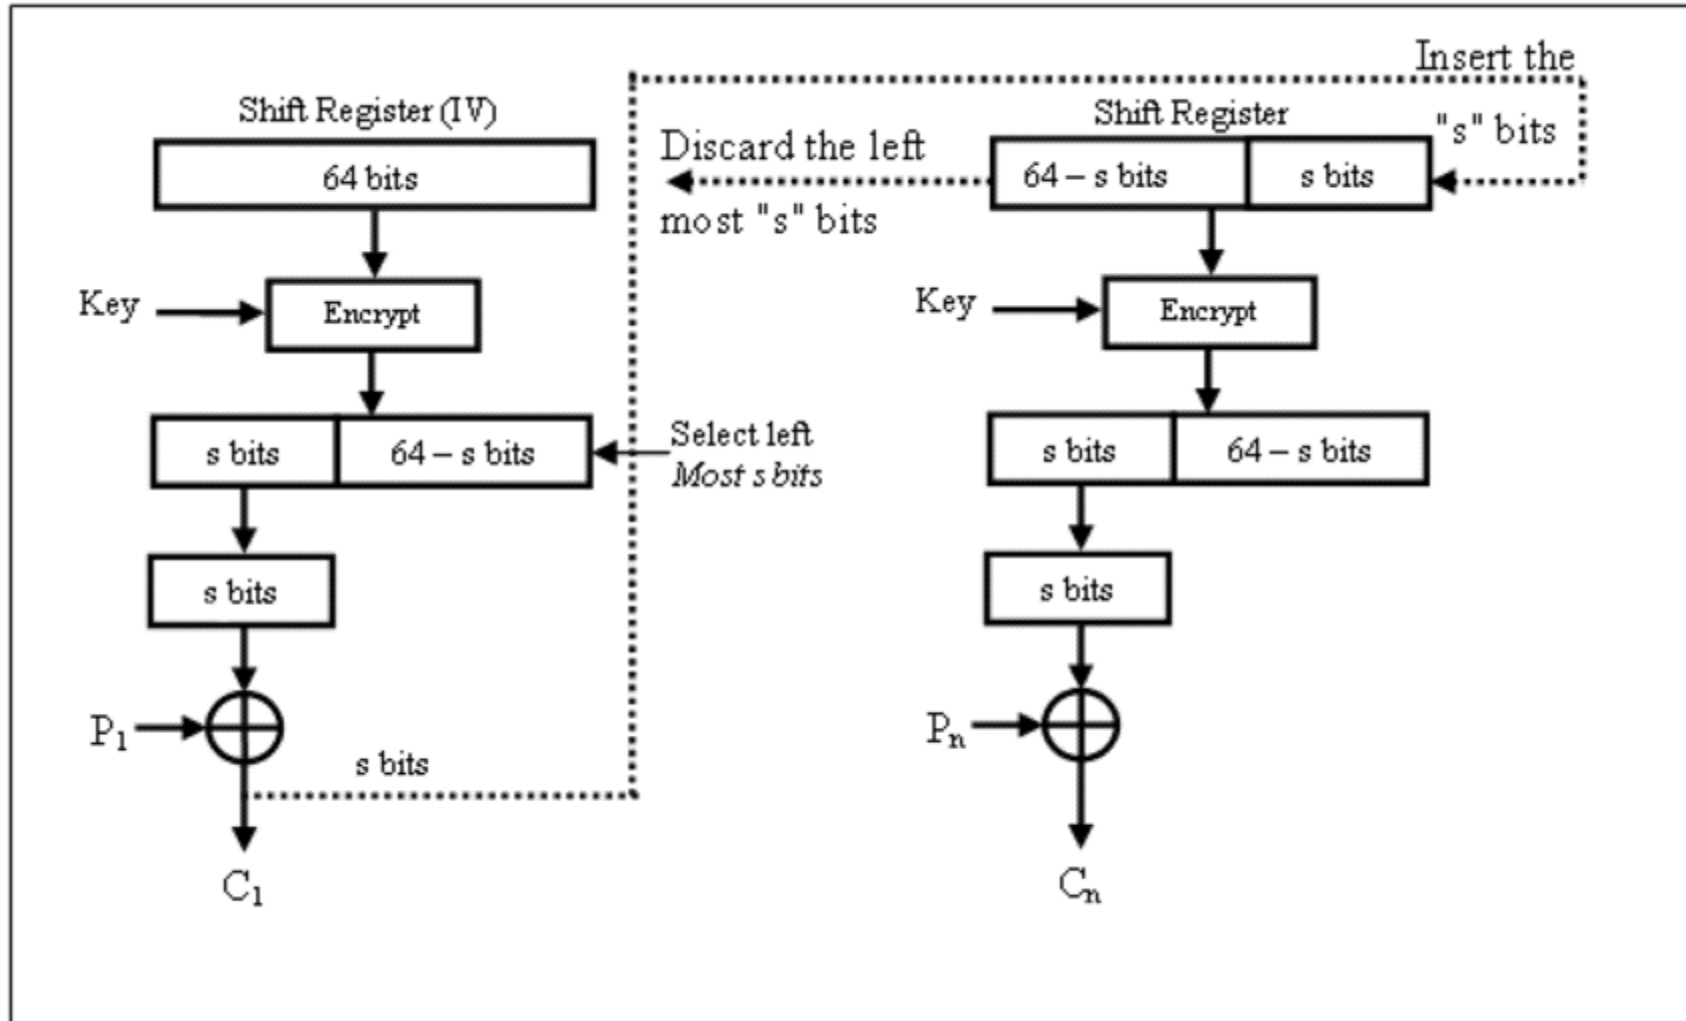 Shift Register (IV)
64 bits
Key
Encrypt
s bits
64 – s bits
Select left
Most s bits
s bits
P1
s bits
C1
Insert the
"s" bits
Discard the left
most "s" bits
Shift Register
64 – s bits
s bits
Key
Encrypt
s bits
64 – s bits
s bits
Pn
Cn